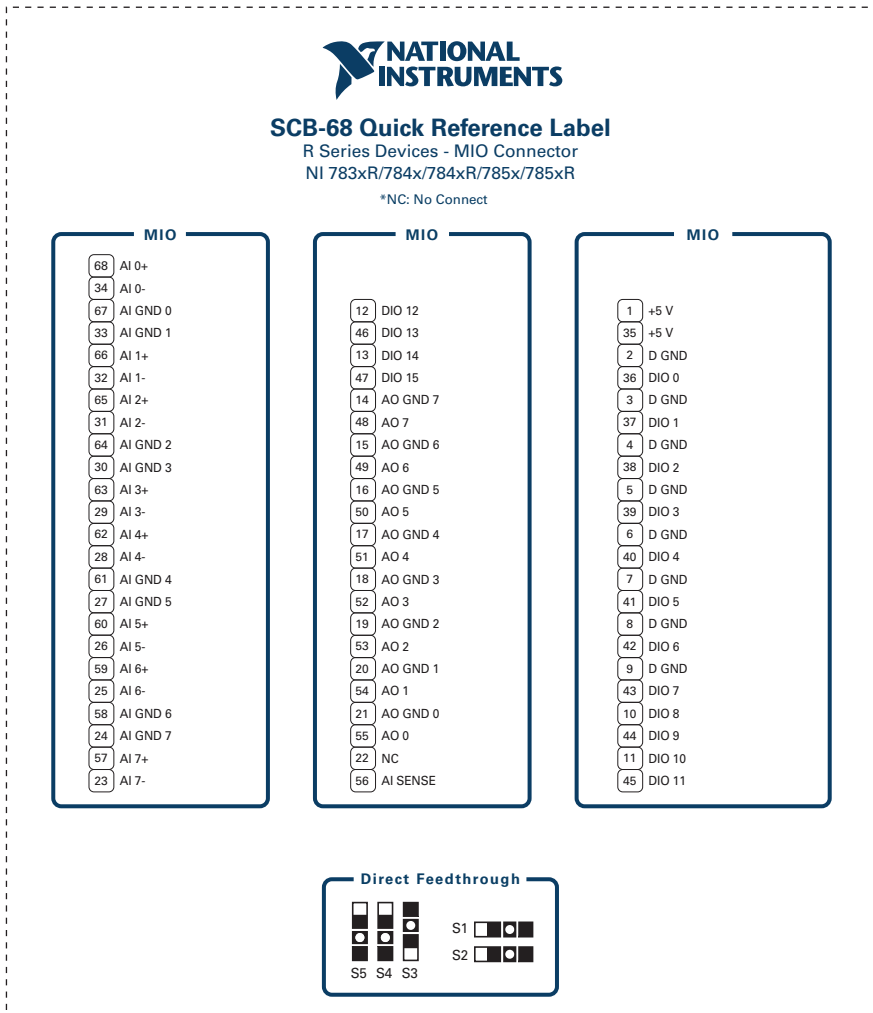 NATIONAL
INSTRUMENTS
SCB-68 Quick Reference Label
R Series Devices - MIO Connector
NI 783xR/784x/784xR/785x/785xR
*NC: No Connect
MIO
68 AI 0+
34 AI 0-
67 AI GND 0
33 AI GND 1
66 AI 1+
32 AI 1-
65 AI 2+
31 AI 2-
64 AI GND 2
30 AI GND 3
63 AI 3+
29 AI 3-
62 AI 4+
28 AI 4-
61 AI GND 4
27 AI GND 5
60 AI 5+
26 AI 5-
59 AI 6+
25 AI 6-
58 AI GND 6
24 AI GND 7
57 AI 7+
23 AI 7-
MIO
12 DIO 12
46 DIO 13
13 DIO 14
47 DIO 15
14 AO GND 7
48 AO 7
15 AO GND 6
49 AO 6
16 AO GND 5
50 AO 5
17 AO GND 4
51 AO 4
18 AO GND 3
52 AO 3
19 AO GND 2
53 AO 2
20 AO GND 1
54 AO 1
21 AO GND 0
55 AO 0
22 NC
56 AI SENSE
MIO
1 +5 V
35 +5 V
2 D GND
36 DIO 0
3 D GND
37 DIO 1
4 D GND
38 DIO 2
5 D GND
39 DIO 3
6 D GND
40 DIO 4
7 D GND
41 DIO 5
8 D GND
42 DIO 6
9 D GND
43 DIO 7
10 DIO 8
44 DIO 9
11 DIO 10
45 DIO 11
Direct Feedthrough
S1
S2
S5 S4 S3